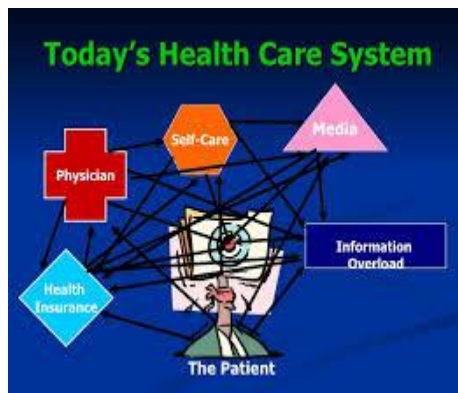 Today's Health Care System
Media
Self-Care
Physician
Information
Overload
Health
Insurance
The Patient